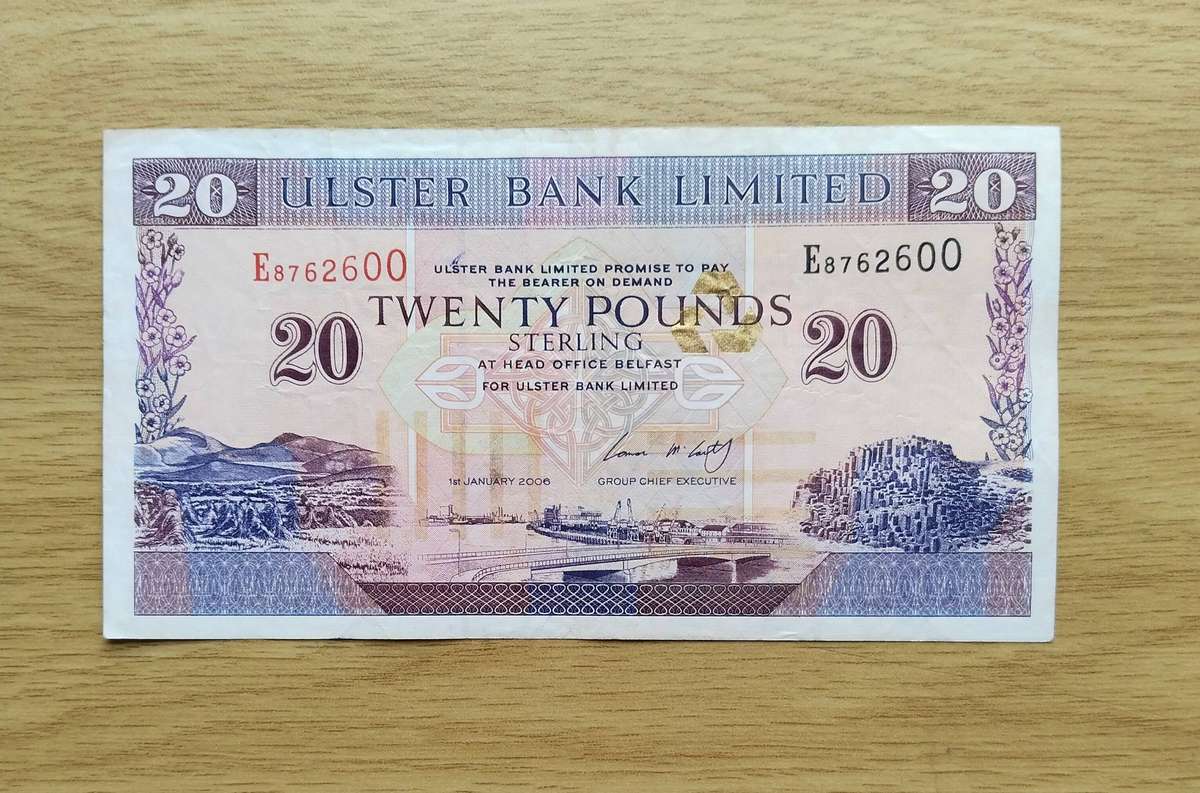 20 ULSTER BANK LIMITED 20
E8762600 E8762600
ULSTER BANK LIMITED PROMISE TO PAY
THE BEARER ON DEMAND
TWENTY POUNDS
20 STERLING 20
AT HEAD OFFICE BELFAST
FOR ULSTER BANK LIMITED
1st JANUARY 2006 GROUP CHIEF EXECUTIVE